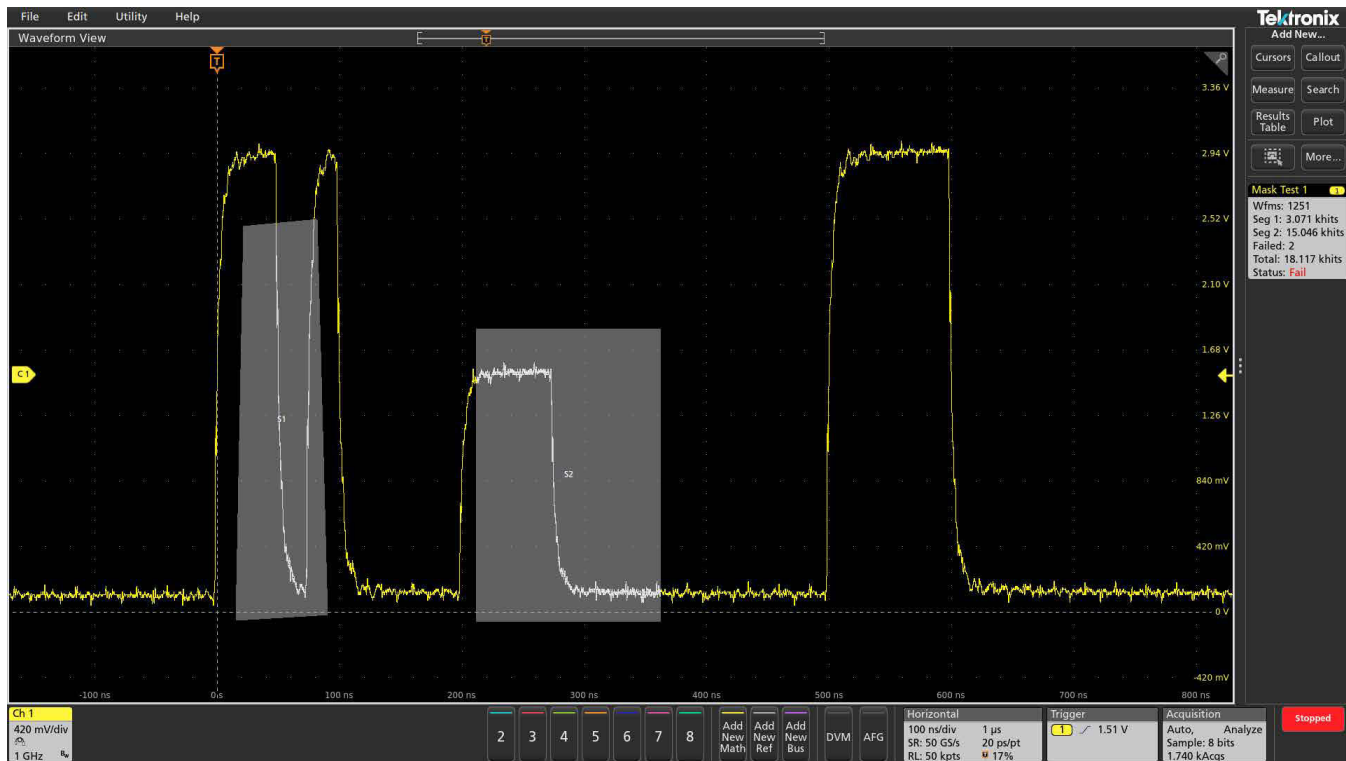 File Edit Utility Help
Tektronix
Waveform View
Add New...
T
T
Cursors Callout
Measure Search
Results Table Plot
More...
3.36 V
2.94 V
2.52 V
2.10 V
1.68 V
1.26 V
840 mV
420 mV
0 V
-420 mV
Mask Test 1 1
Wfms: 1251
Seg 1: 3.071 khits
Seg 2: 15.046 khits
Failed: 2
Total: 18.117 khits
Status: Fail
C 1
S1
S2
-100 ns 0s 100 ns 200 ns 300 ns 400 ns 500 ns 600 ns 700 ns 800 ns
Ch 1
420 mV/div
1 GHz Bw
2 3 4 5 6 7 8
Add New Math
Add New Ref
Add New Bus
DVM AFG
Horizontal
100 ns/div 1 µs
SR: 50 GS/s 20 ps/pt
RL: 50 kpts 17%
Trigger
1 1.51 V
Acquisition
Auto, Analyze
Sample: 8 bits
1.740 kAcqs
Stopped